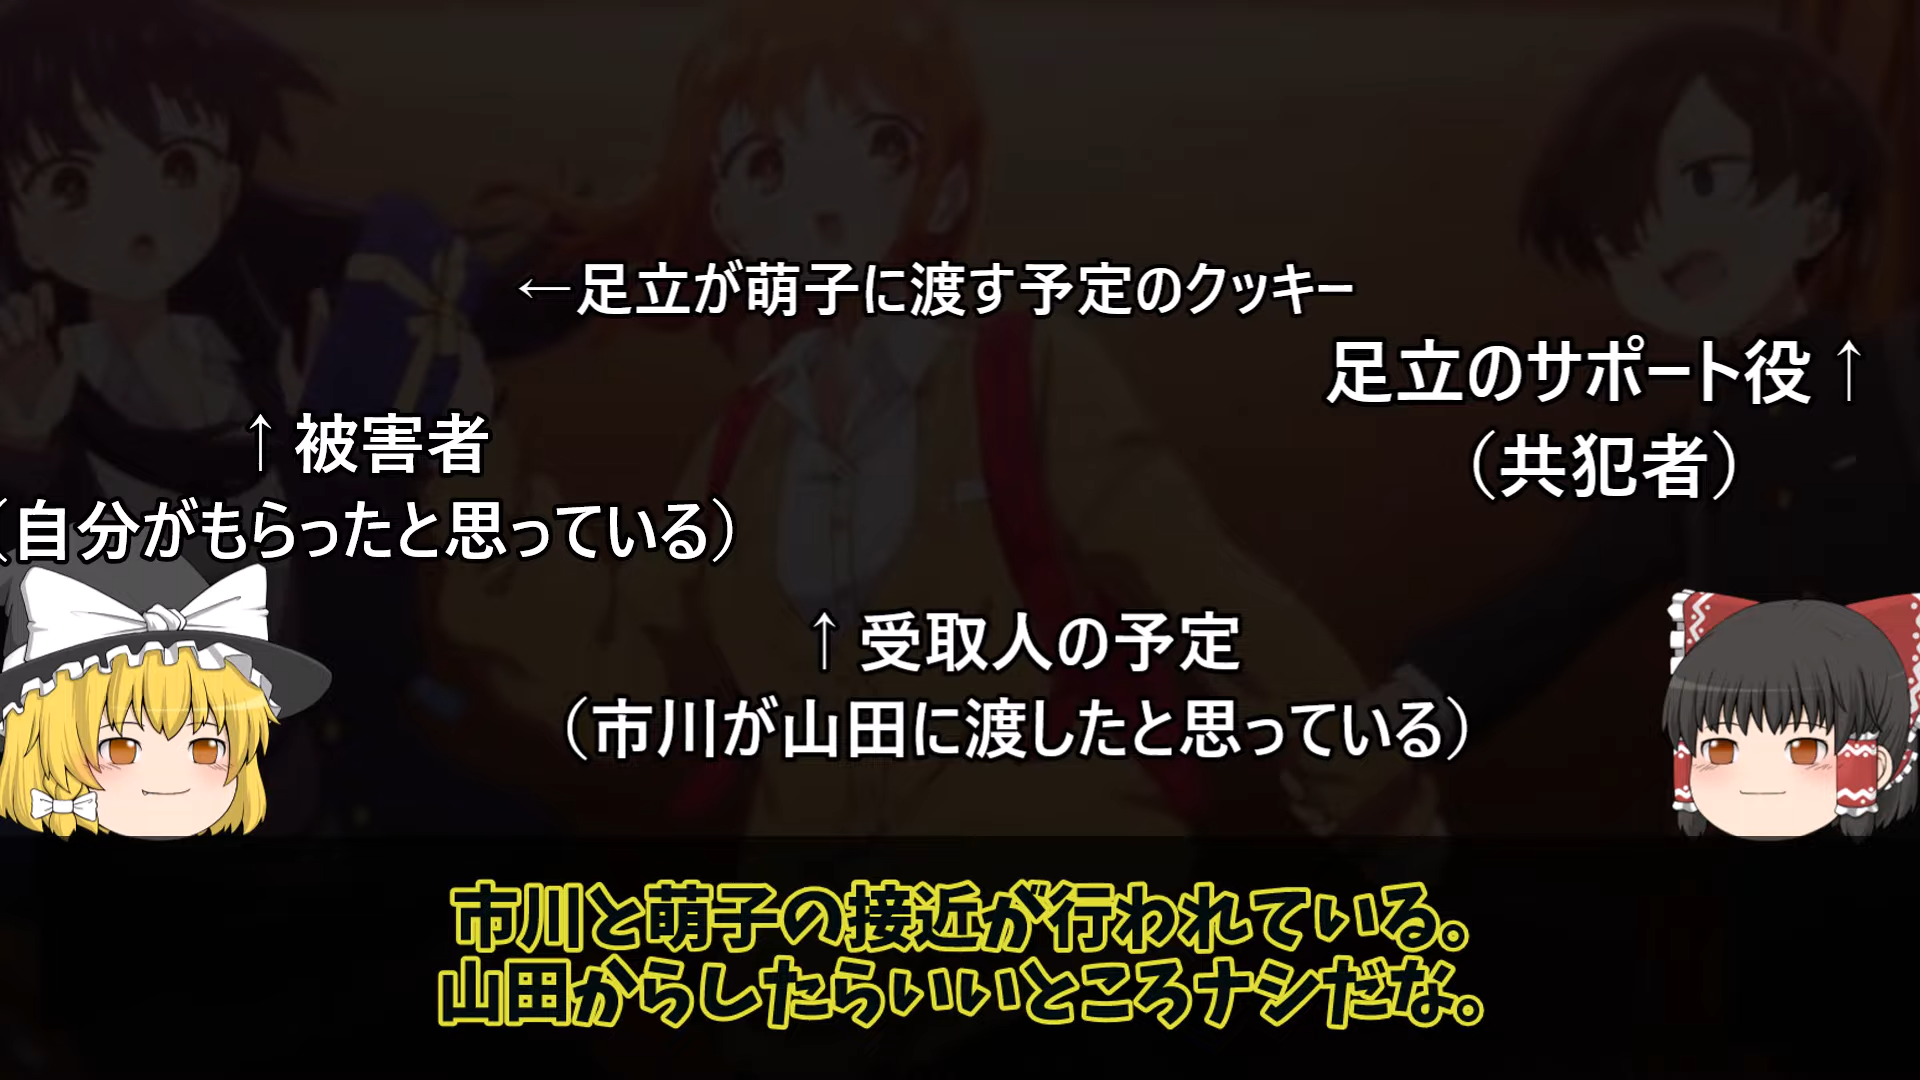 ←足立が萌子に渡す予定のクッキー
足立のサポート役↑
（共犯者）
↑被害者
（自分がもらったと思っている）
↑受取人の予定
（市川が山田に渡したと思っている）
市川と萌子の接近が行われている。
山田からしたらいいところナシだな。